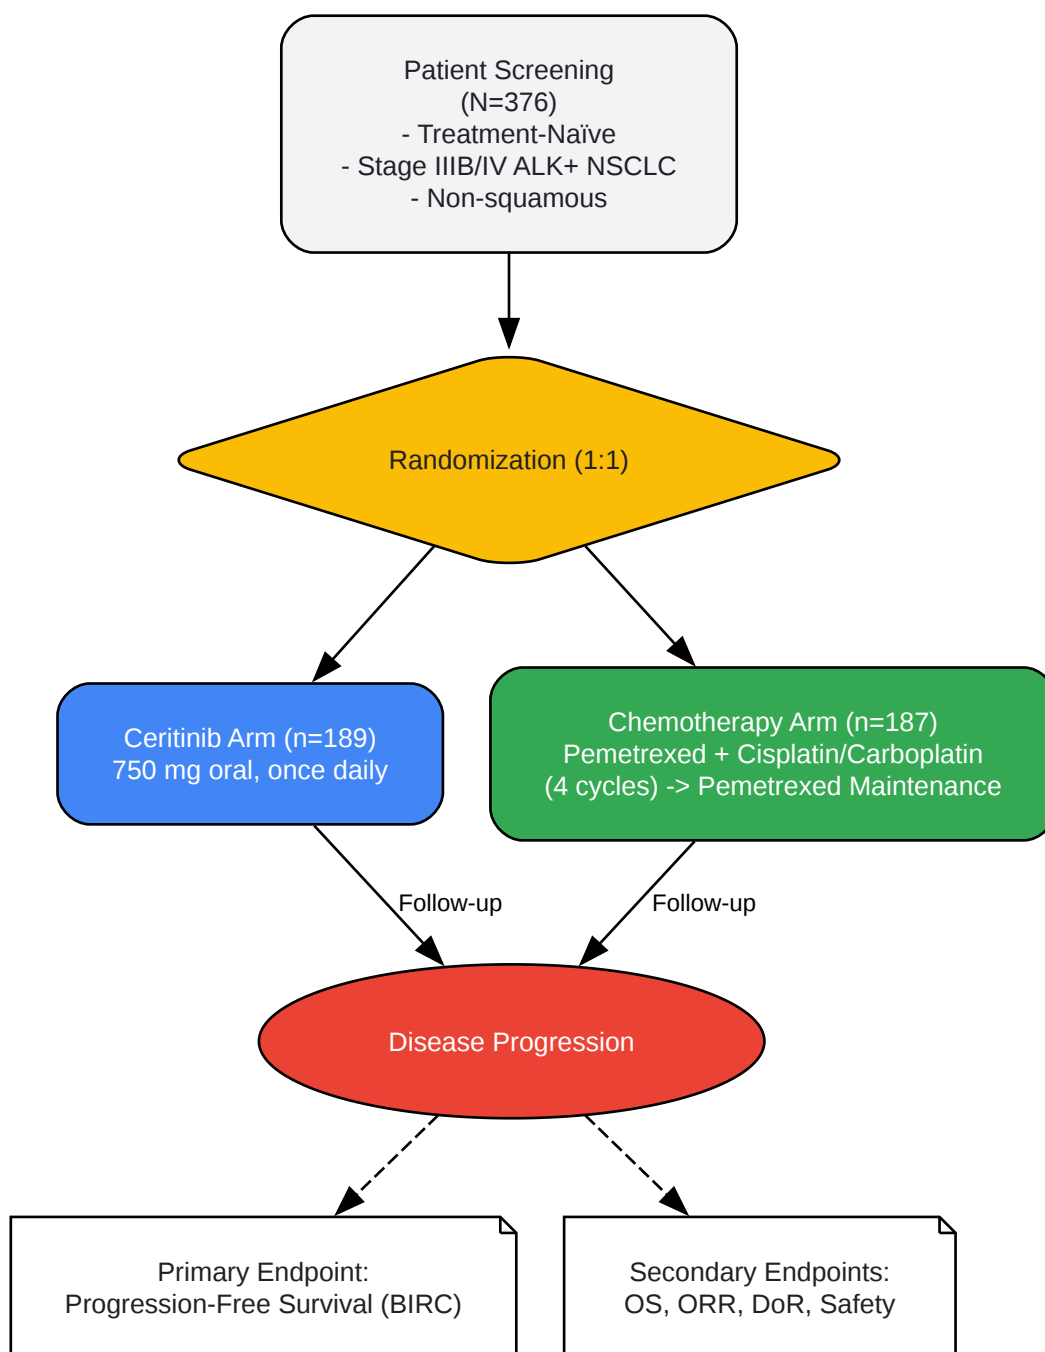 Patient Screening
(N=376)
- Treatment-Naïve
- Stage IIIB/IV ALK+ NSCLC
- Non-squamous
Randomization (1:1)
Ceritinib Arm (n=189)
750 mg oral, once daily
Chemotherapy Arm (n=187)
Pemetrexed + Cisplatin/Carboplatin
(4 cycles) -> Pemetrexed Maintenance
Follow-up
Follow-up
Disease Progression
Primary Endpoint:
Progression-Free Survival (BIRC)
Secondary Endpoints:
OS, ORR, DoR, Safety